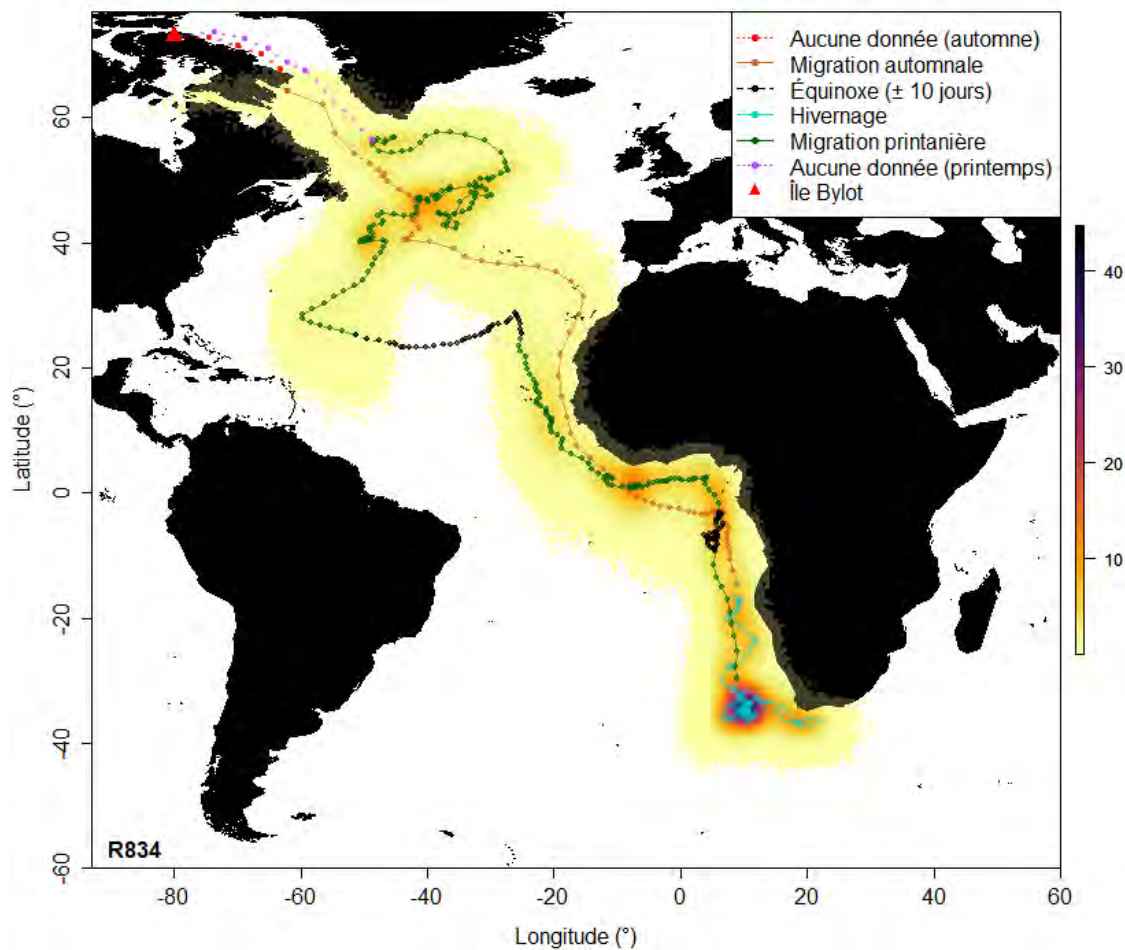 Aucune donnée (automne)
Migration automnale
Équinoxe (± 10 jours)
Hivernage
Migration printanière
Aucune donnée (printemps)
Île Bylot
60
40
20
0
-20
-40
-60
Latitude (°)
40
30
20
10
R834
-80 -60 -40 -20 0 20 40 60
Longitude (°)